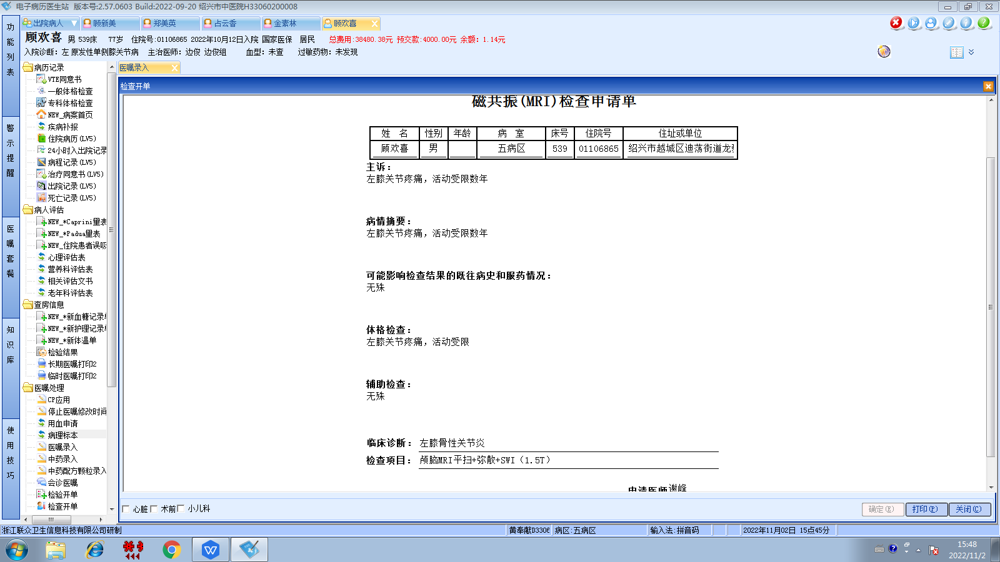 电子病历医生站 版本号:2.57.0603 Build:2022-09-20 绍兴市中医院H33060200008
功能列表
警示提醒
医嘱套餐
知识库
使用技巧
出院病人
顾新美
郑美英
占云香
金素林
顾欢喜
顾欢喜 男 539床 77岁 住院号:01106865 2022年10月12日入院 国家医保 居民 总费用:38480.38元 预交款:4000.00元 余额: 1.14元
入院诊断: 左 原发性单侧膝关节病 主治医师: 边俊 边俊组 血型: 未查 过敏药物: 未发现
病历记录
VTE同意书
一般体格检查
专科体格检查
NEW_病案首页
疾病补报
住院病历(LV5)
24小时入出院记录
病程记录(LV5)
治疗同意书(LV5)
出院记录(LV5)
死亡记录(LV5)
病人评估
NEW_*Caprini量表
NEW_*Padua量表
NEW_住院患者误吸
心理评估表
营养科评估表
相关评估文书
老年科评估表
查房信息
NEW_*新血糖记录单
NEW_*新护理记录单
NEW_*新体温单
检验结果
长期医嘱打印2
临时医嘱打印2
医嘱处理
CP应用
停止医嘱修改时间
用血申请
病理标本
医嘱录入
中药录入
中药配方颗粒录入
会诊医嘱
检验开单
检查开单
医嘱录入
检查开单
磁共振(MRI)检查申请单
姓 名 性别 年龄 病 室 床号 住院号 住址或单位
顾欢喜 男 五病区 539 01106865 绍兴市越城区迪荡街道龙
主诉:
左膝关节疼痛，活动受限数年
病情摘要:
左膝关节疼痛，活动受限数年
可能影响检查结果的既往病史和服药情况:
无殊
体格检查:
左膝关节疼痛，活动受限
辅助检查:
无殊
临床诊断: 左膝骨性关节炎
检查项目: 颅脑MRI平扫+弥散+SWI（1.5T）
申请医师 谢峰
心脏 术前 小儿科
确定(E) 打印(P) 关闭(C)
浙江联众卫生信息科技有限公司研制 黄奉献D3306 病区:五病区 输入法:拼音码 2022年11月02日 15点45分
15:48
2022/11/2